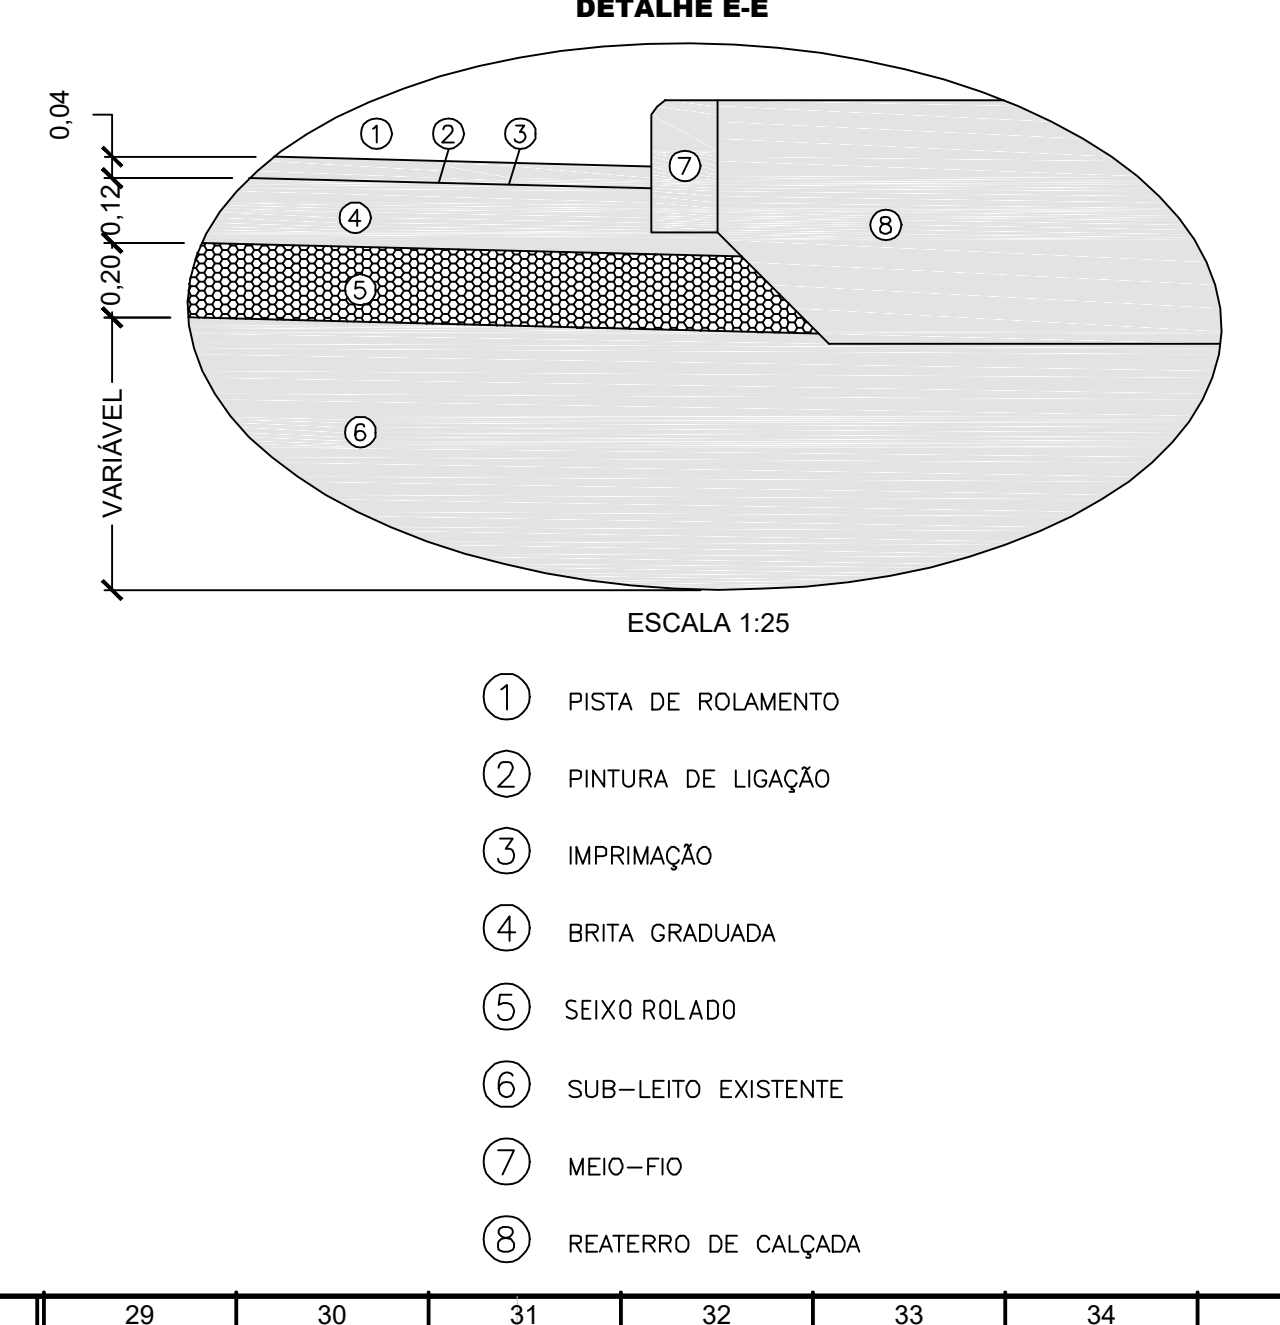 DETALHE E-E
0,04
1
2
3
7
0,12
4
8
0,20
5
VARIÁVEL
6
ESCALA 1:25
1 PISTA DE ROLAMENTO
2 PINTURA DE LIGAÇÃO
3 IMPRIMAÇÃO
4 BRITA GRADUADA
5 SEIXO ROLADO
6 SUB-LEITO EXISTENTE
7 MEIO-FIO
8 REATERRO DE CALÇADA
29 30 31 32 33 34